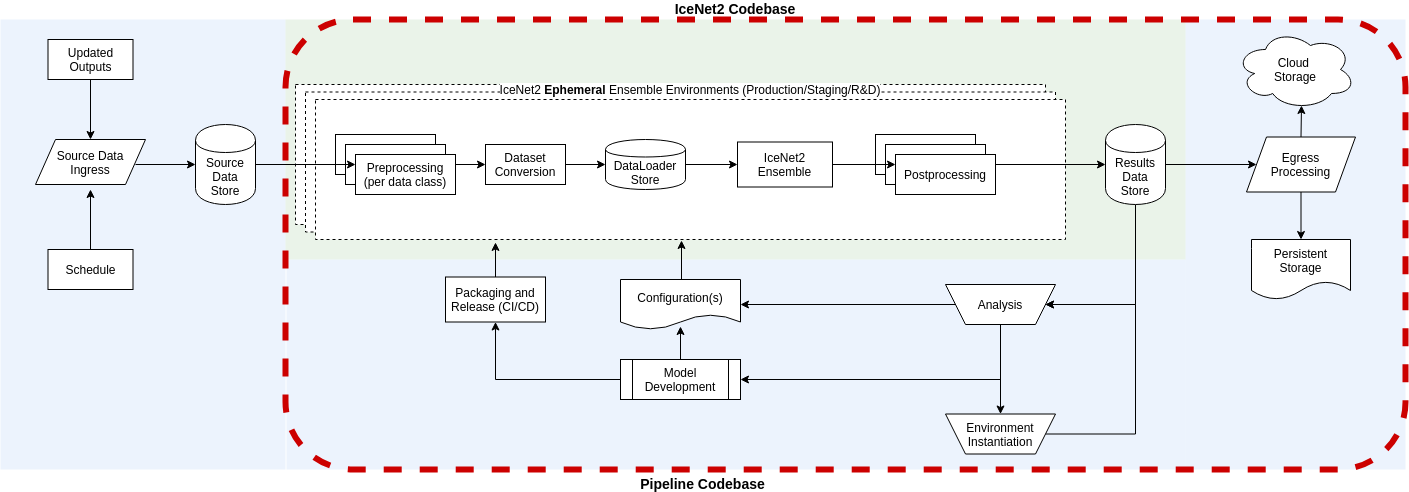 IceNet2 Codebase
Updated
Outputs
Cloud
Storage
IceNet2 Ephemeral Ensemble Environments (Production/Staging/R&D)
Source Data
Ingress
Source
Data
Store
Preprocessing
(per data class)
Dataset
Conversion
DataLoader
Store
IceNet2
Ensemble
Postprocessing
Results
Data
Store
Egress
Processing
Schedule
Persistent
Storage
Packaging and
Release (CI/CD)
Configuration(s)
Analysis
Model
Development
Environment
Instantiation
Pipeline Codebase